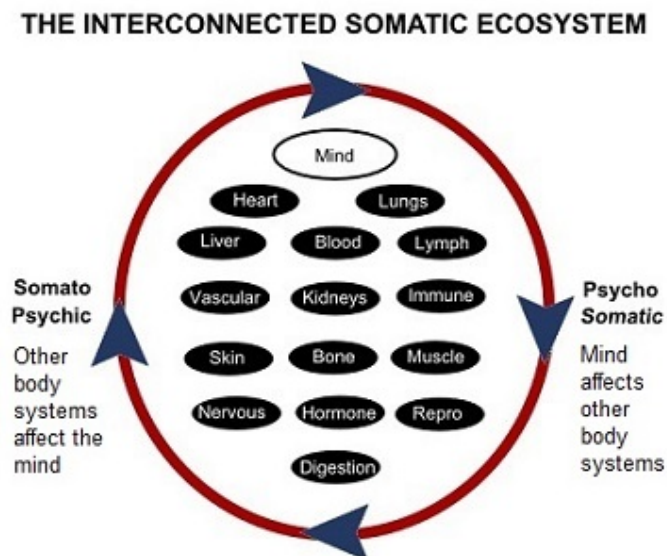 THE INTERCONNECTED SOMATIC ECOSYSTEM
Mind
Heart Lungs
Liver Blood Lymph
Vascular Kidneys Immune
Skin Bone Muscle
Nervous Hormone Repro
Digestion
Somato
Psychic
Other
body
systems
affect the
mind
Psycho
Somatic
Mind
affects
other
body
systems